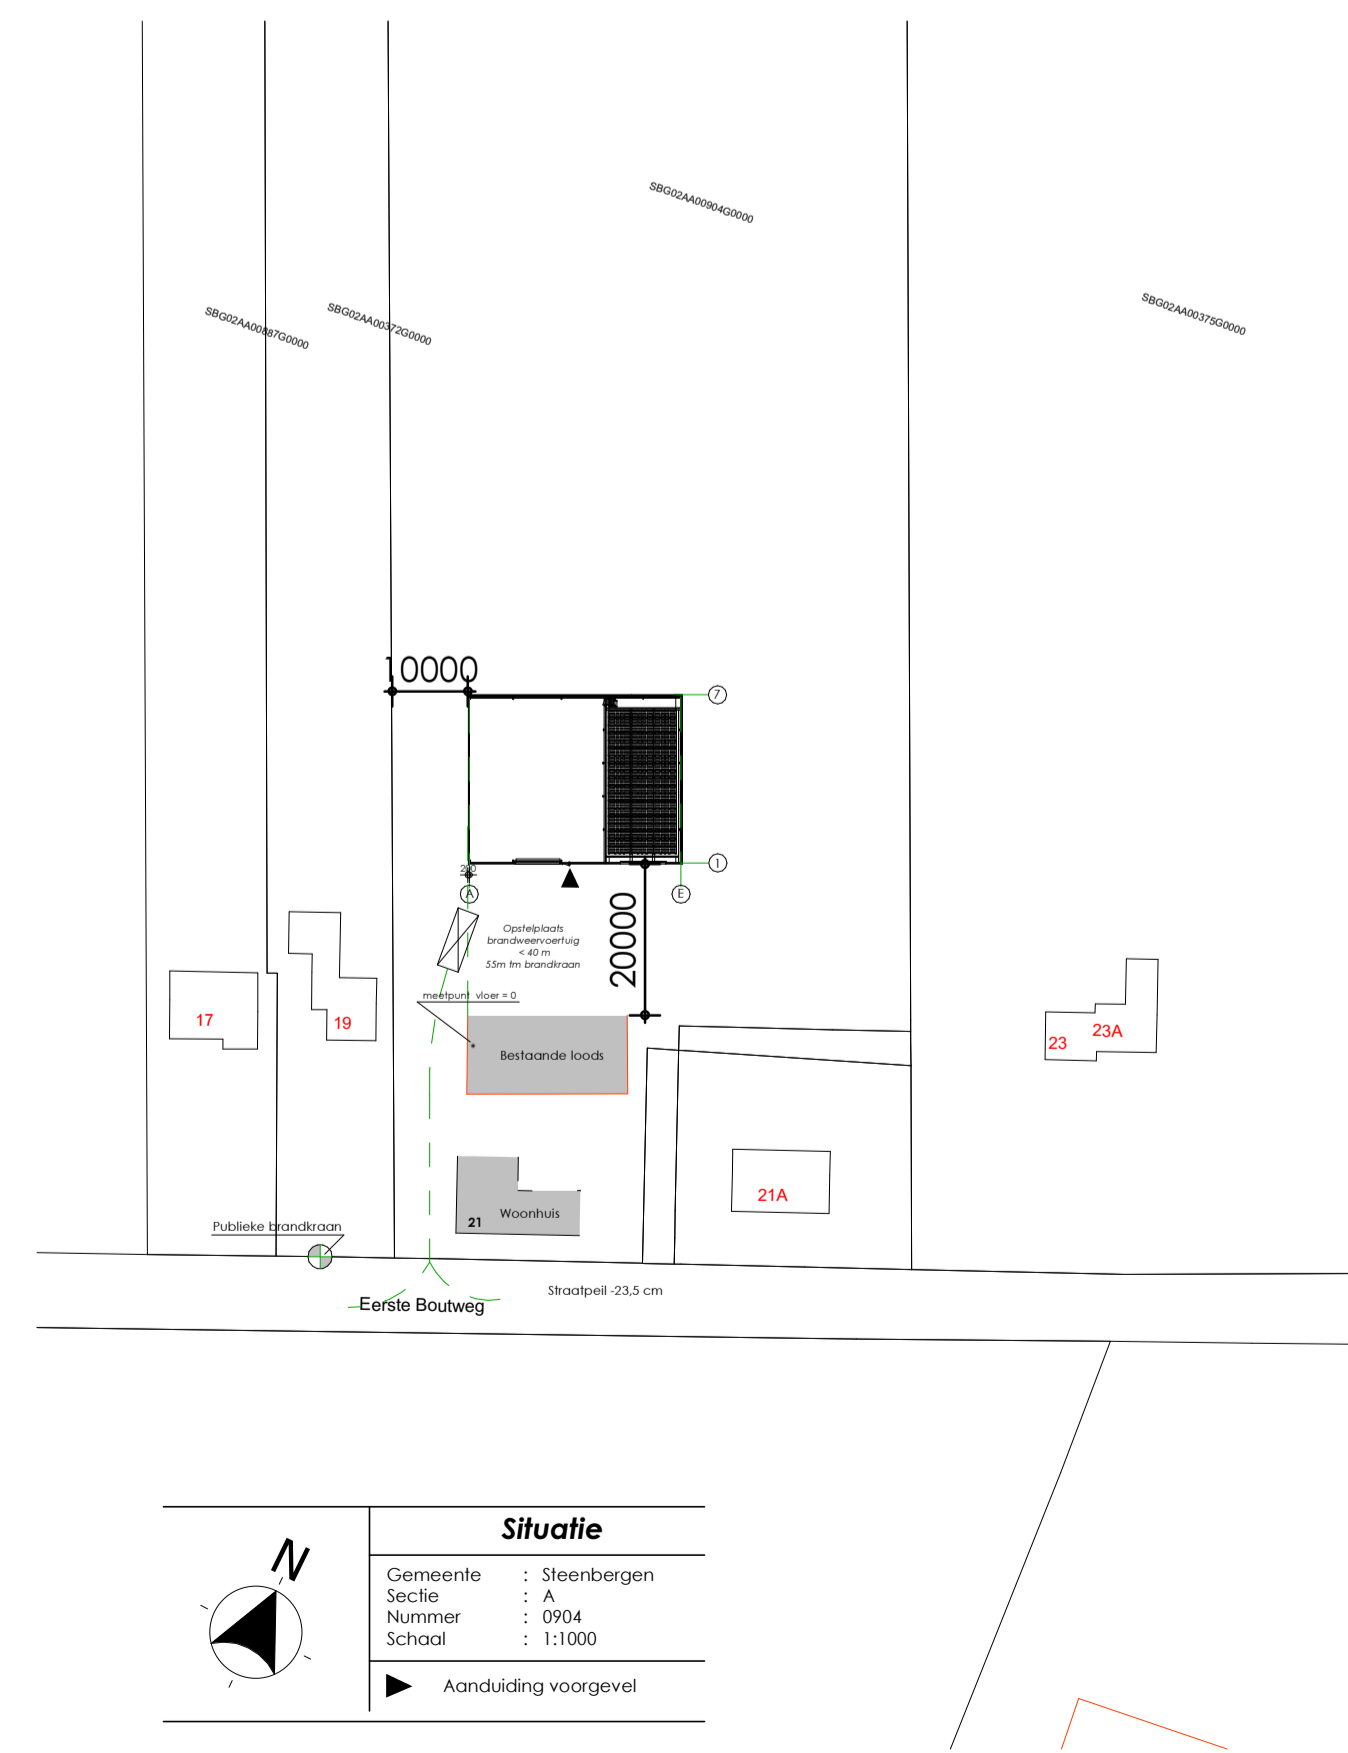 SBG02AA00904G0000
SBG02AA00375G0000
SBG02AA00887G0000
SBG02AA00372G0000
10000
7
1
200
A
E
20000
Opstelplaats
brandweervoertuig
< 40 m
55m tm brandkraan
meetpunt vloer = 0
17
19
Bestaande loods
23
23A
21A
21
Woonhuis
Publieke brandkraan
Straatpeil -23,5 cm
Eerste Boutweg
N
Situatie
Gemeente : Steenbergen
Sectie : A
Nummer : 0904
Schaal : 1:1000
Aanduiding voorgevel